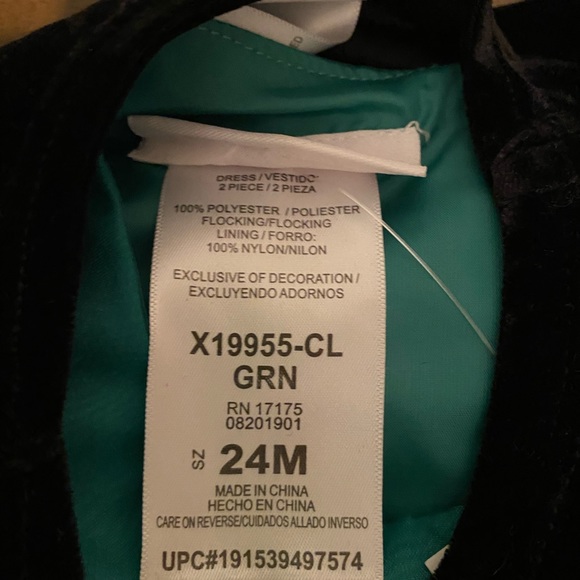 DRESS / VESTIDO:
2 PIECE / 2 PIEZA
100% POLYESTER / POLIESTER
FLOCKING/FLOCKING
LINING / FORRO:
100% NYLON/NILON
EXCLUSIVE OF DECORATION /
EXCLUYENDO ADORNOS
X19955-CL
GRN
RN 17175
08201901
SZ 24M
MADE IN CHINA
HECHO EN CHINA
CARE ON REVERSE/CUIDADOS ALLADO INVERSO
UPC#191539497574